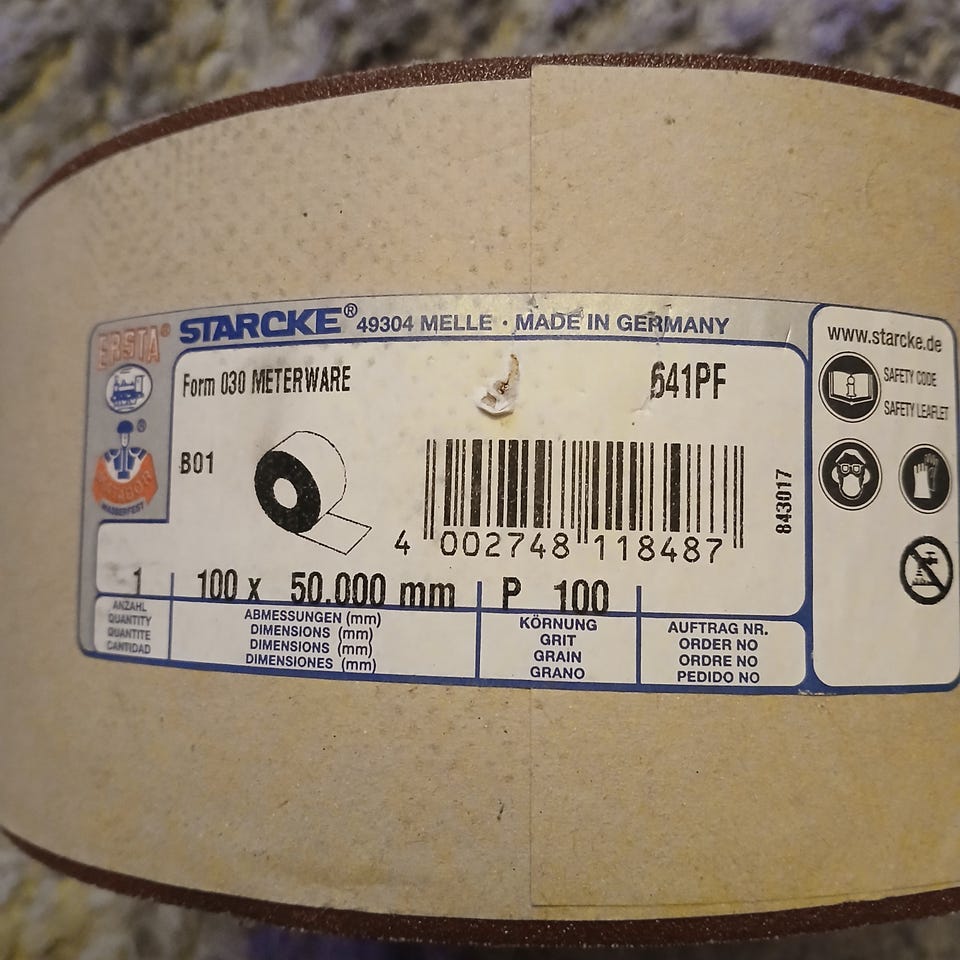 ERSTA®
STARCKE® 49304 MELLE · MADE IN GERMANY
www.starcke.de
Form 030 METERWARE
641PF
SAFETY CODE
SAFETY LEAFLET
®
MATADOR
WASSERFEST
B01
843017
4 002748 118487
1
100 x 50.000 mm
P 100
ANZAHL
QUANTITY
QUANTITE
CANTIDAD
ABMESSUNGEN (mm)
DIMENSIONS (mm)
DIMENSIONS (mm)
DIMENSIONES (mm)
KÖRNUNG
GRIT
GRAIN
GRANO
AUFTRAG NR.
ORDER NO
ORDRE NO
PEDIDO NO